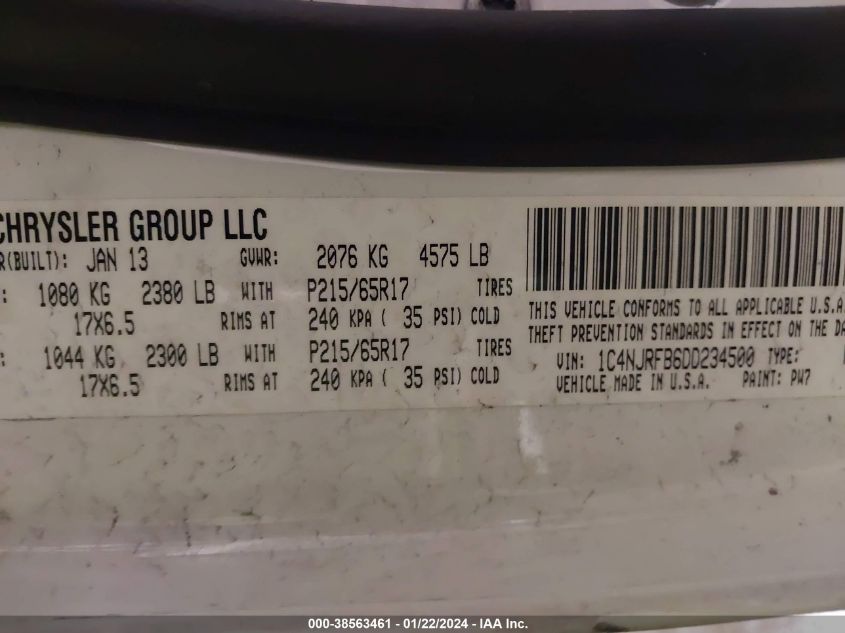 CHRYSLER GROUP LLC
R(BUILT): JAN 13 GVWR: 2076 KG 4575 LB
: 1080 KG 2380 LB WITH P215/65R17 TIRES
17X6.5 RIMS AT 240 KPA ( 35 PSI) COLD
: 1044 KG 2300 LB WITH P215/65R17 TIRES
17X6.5 RIMS AT 240 KPA ( 35 PSI) COLD
THIS VEHICLE CONFORMS TO ALL APPLICABLE U.S.A.
THEFT PREVENTION STANDARDS IN EFFECT ON THE DA
VIN: 1C4NJRFB6DD234500 TYPE:
VEHICLE MADE IN U.S.A. PAINT: PW7
000-38563461 - 01/22/2024 - IAA Inc.